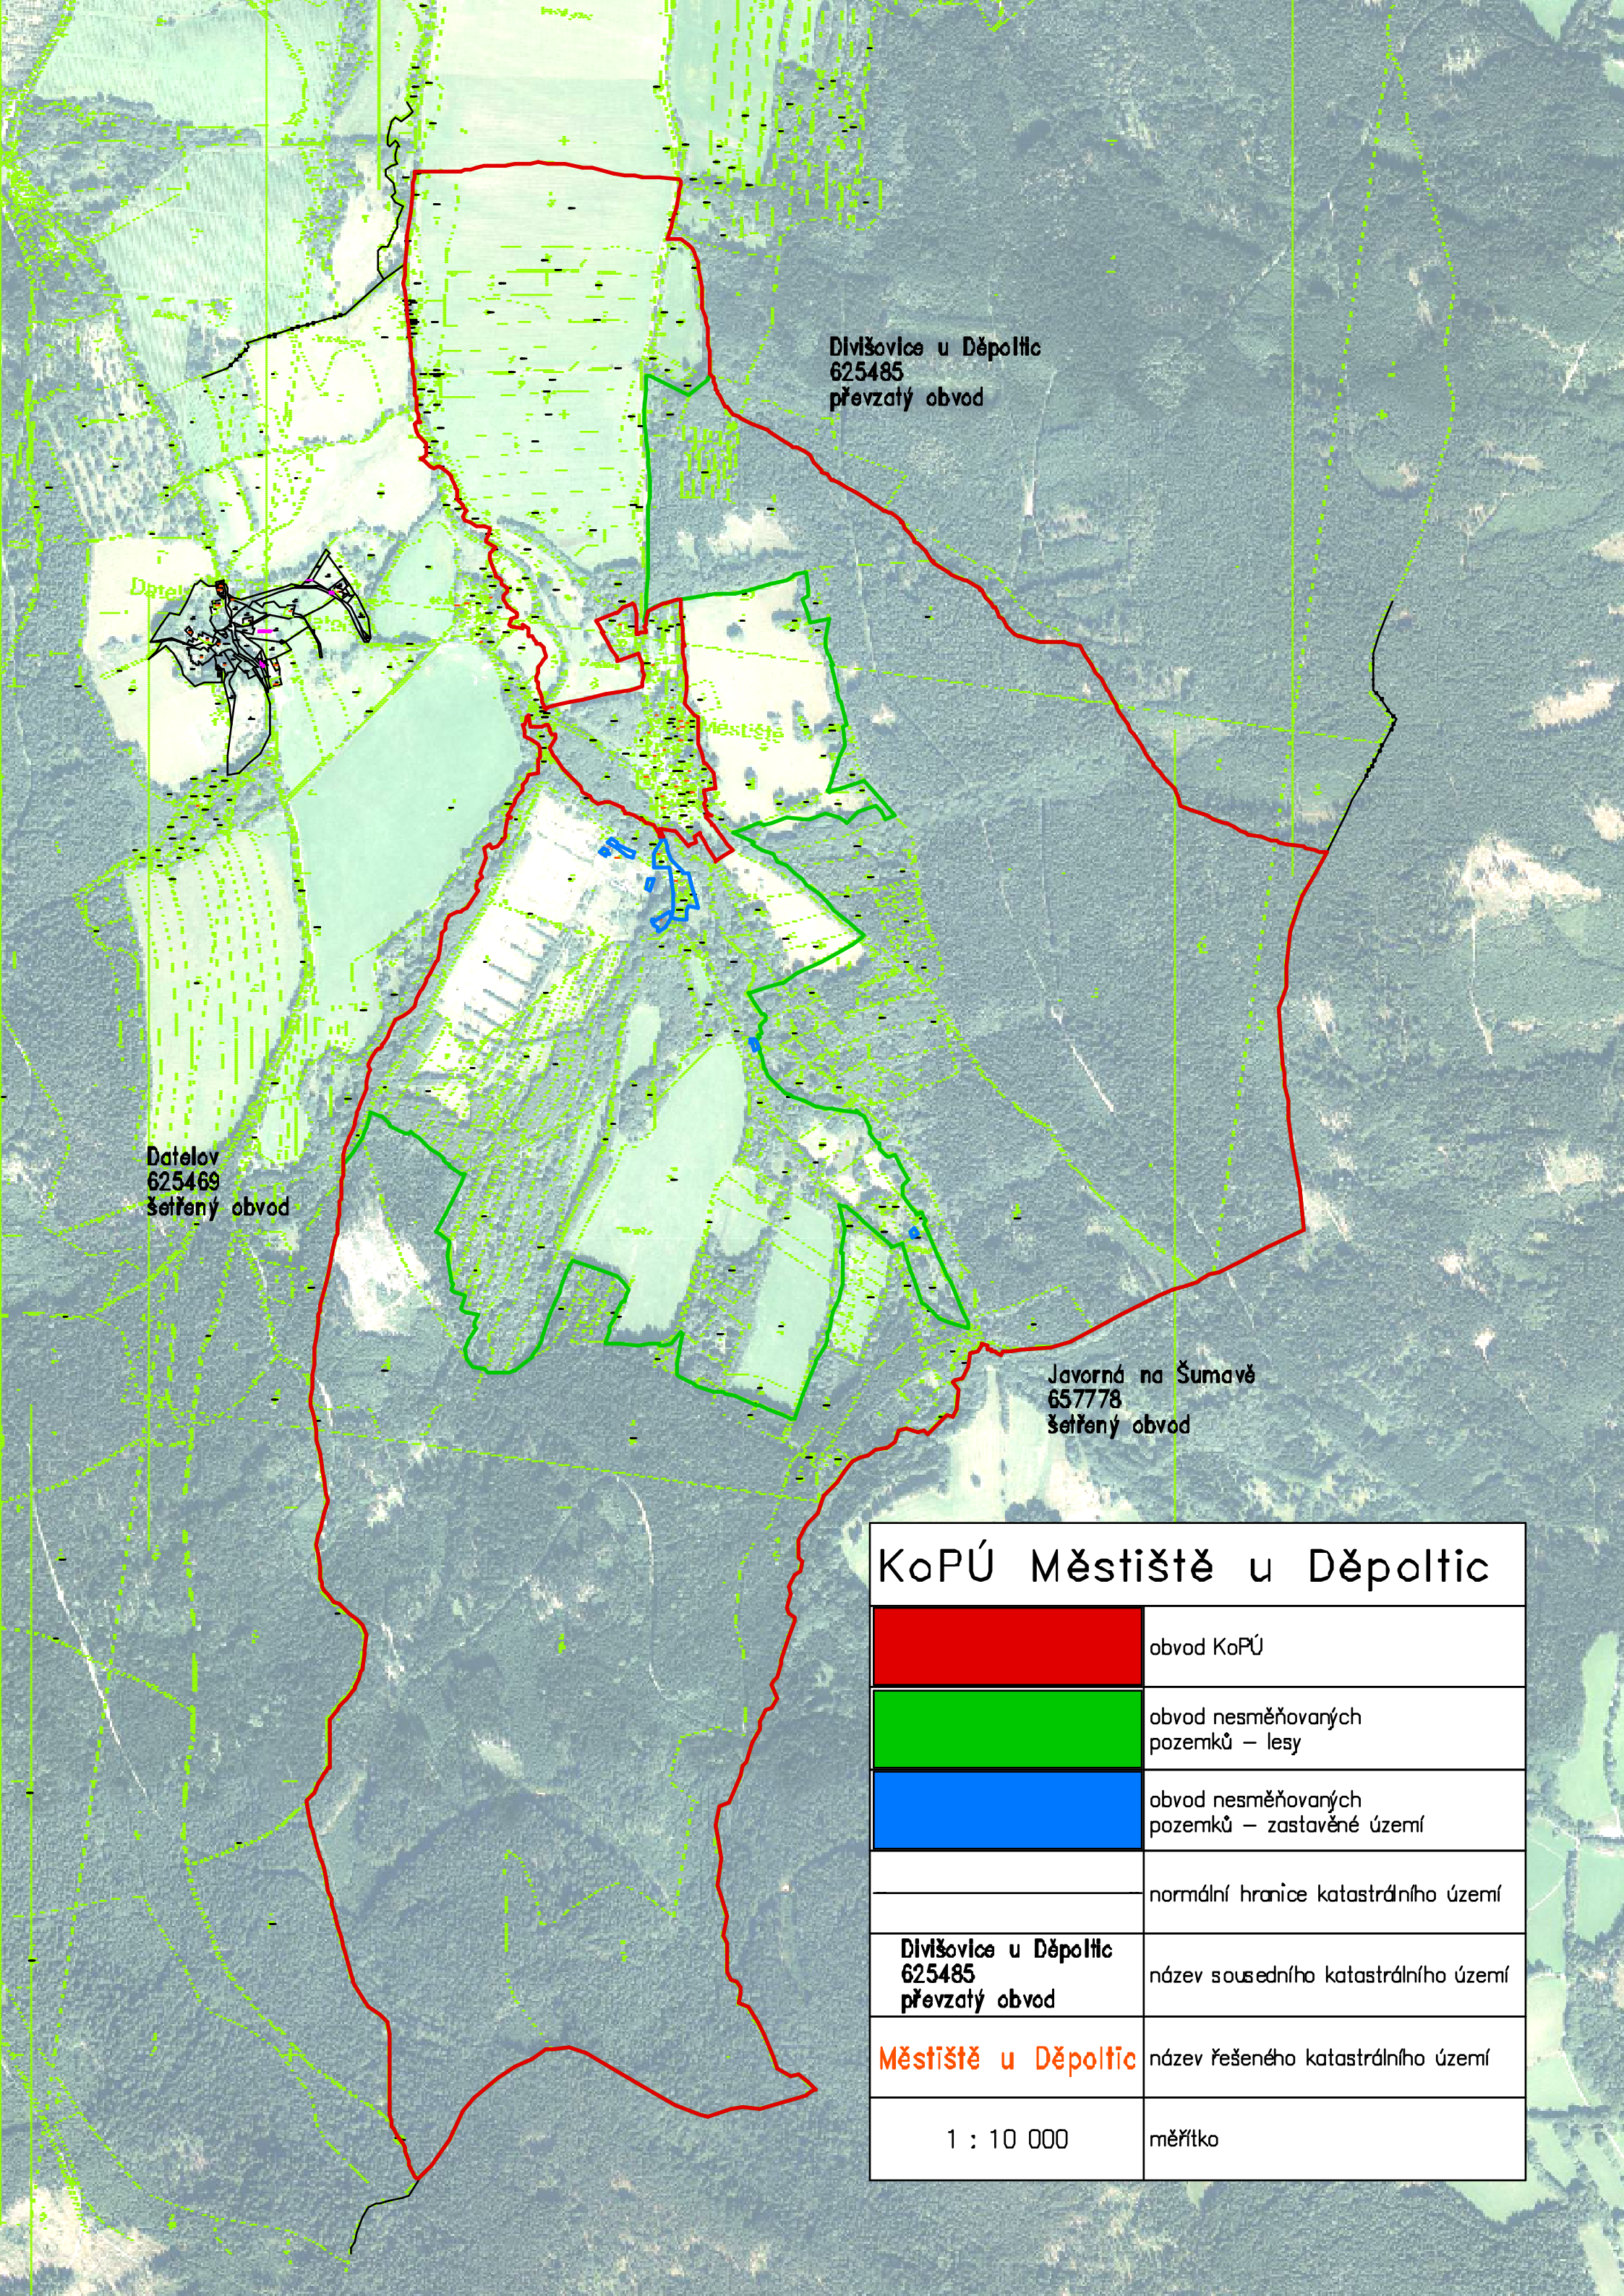 Divišovice u Děpoltic
625485
převzatý obvod
Městiště
Datelov
625469
šetřený obvod
Javorná na Šumavě
657778
šetřený obvod
KoPÚ Městiště u Děpoltic
obvod KoPÚ
obvod nesměňovaných
pozemků – lesy
obvod nesměňovaných
pozemků – zastavěné území
normální hranice katastrálního území
Divišovice u Děpoltic
625485
převzatý obvod
název sousedního katastrálního území
Městiště u Děpoltic
název řešeného katastrálního území
1 : 10 000
měřítko